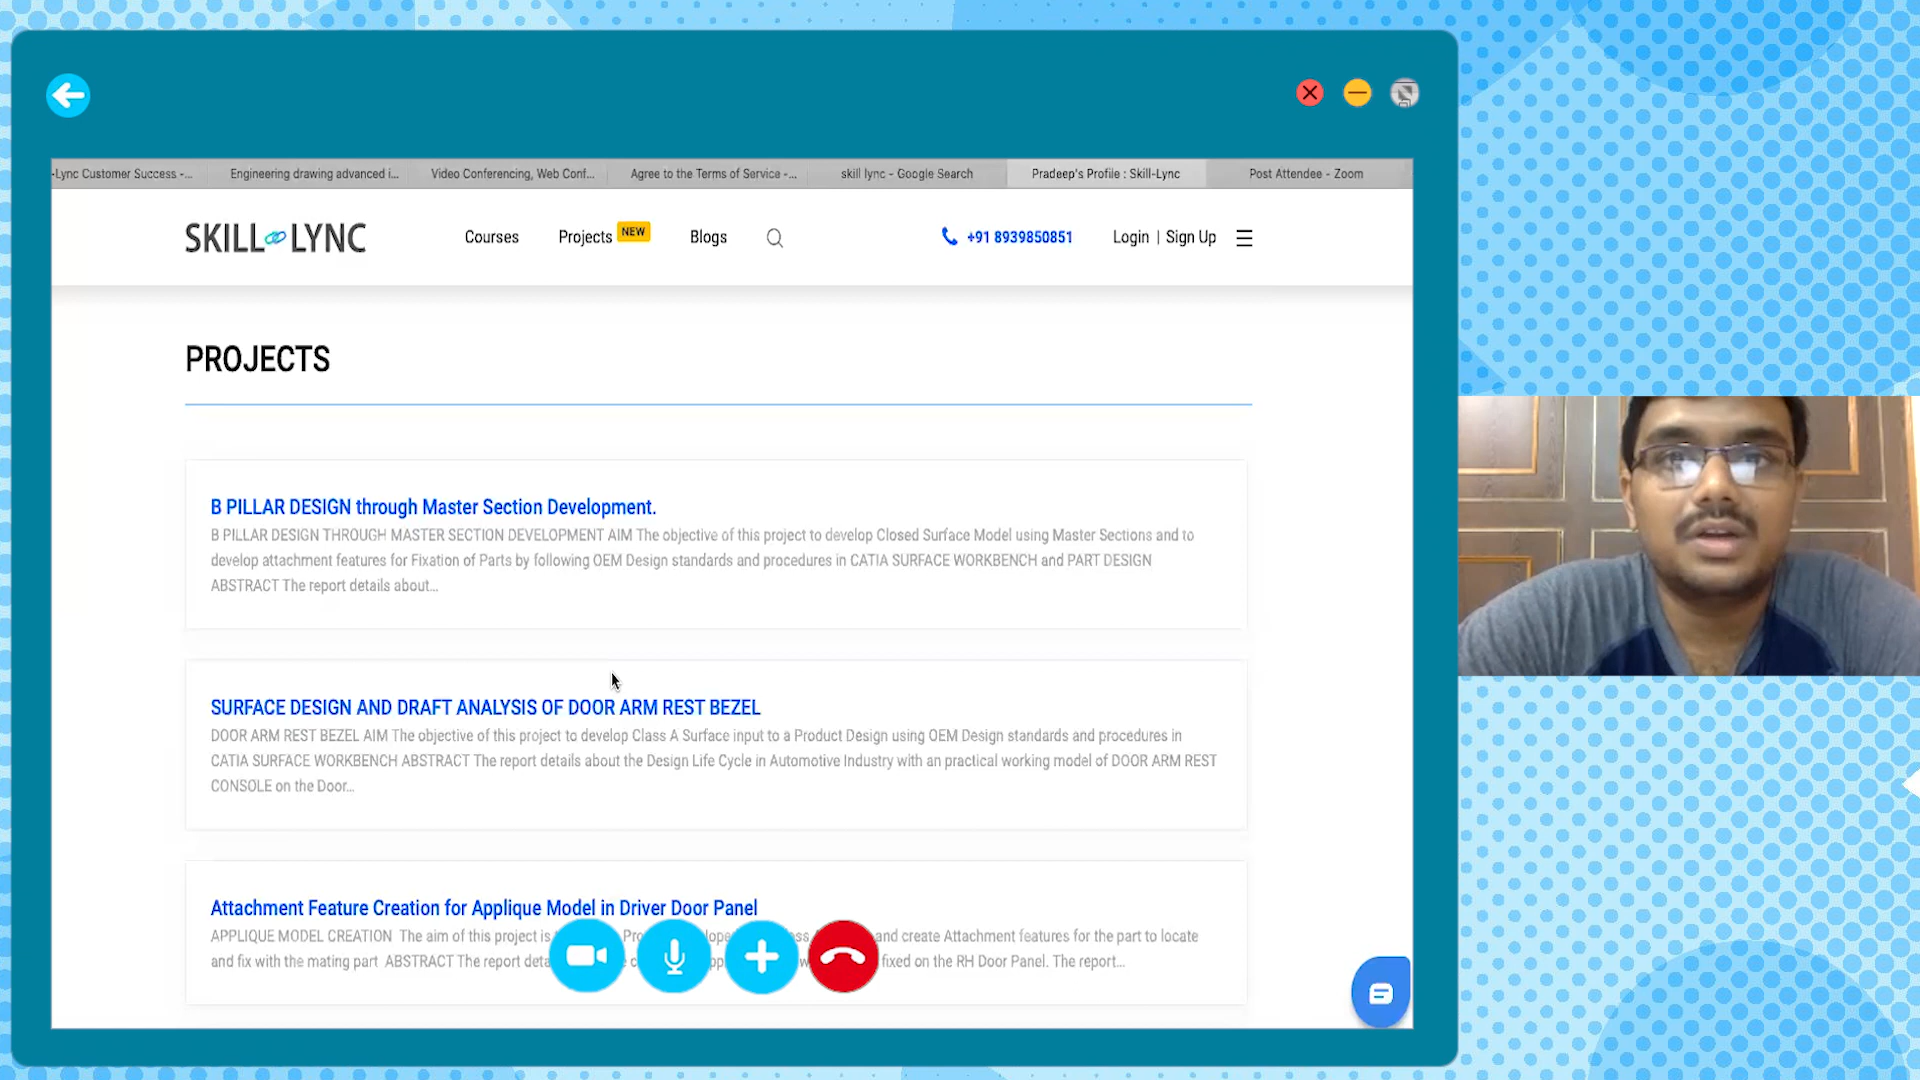 -Lync Customer Success -...
Engineering drawing advanced i...
Video Conferencing, Web Conf...
Agree to the Terms of Service -...
skill lync - Google Search
Pradeep's Profile : Skill-Lync
Post Attendee - Zoom
SKILL LYNC
Courses
Projects NEW
Blogs
+91 8939850851
Login | Sign Up
PROJECTS
B PILLAR DESIGN through Master Section Development.
B PILLAR DESIGN THROUGH MASTER SECTION DEVELOPMENT AIM The objective of this project to develop Closed Surface Model using Master Sections and to
develop attachment features for Fixation of Parts by following OEM Design standards and procedures in CATIA SURFACE WORKBENCH and PART DESIGN
ABSTRACT The report details about...
SURFACE DESIGN AND DRAFT ANALYSIS OF DOOR ARM REST BEZEL
DOOR ARM REST BEZEL AIM The objective of this project to develop Class A Surface input to a Product Design using OEM Design standards and procedures in
CATIA SURFACE WORKBENCH ABSTRACT The report details about the Design Life Cycle in Automotive Industry with an practical working model of DOOR ARM REST
CONSOLE on the Door...
Attachment Feature Creation for Applique Model in Driver Door Panel
APPLIQUE MODEL CREATION The aim of this project is and create Attachment features for the part to locate
and fix with the mating part ABSTRACT The report fixed on the RH Door Panel. The report...